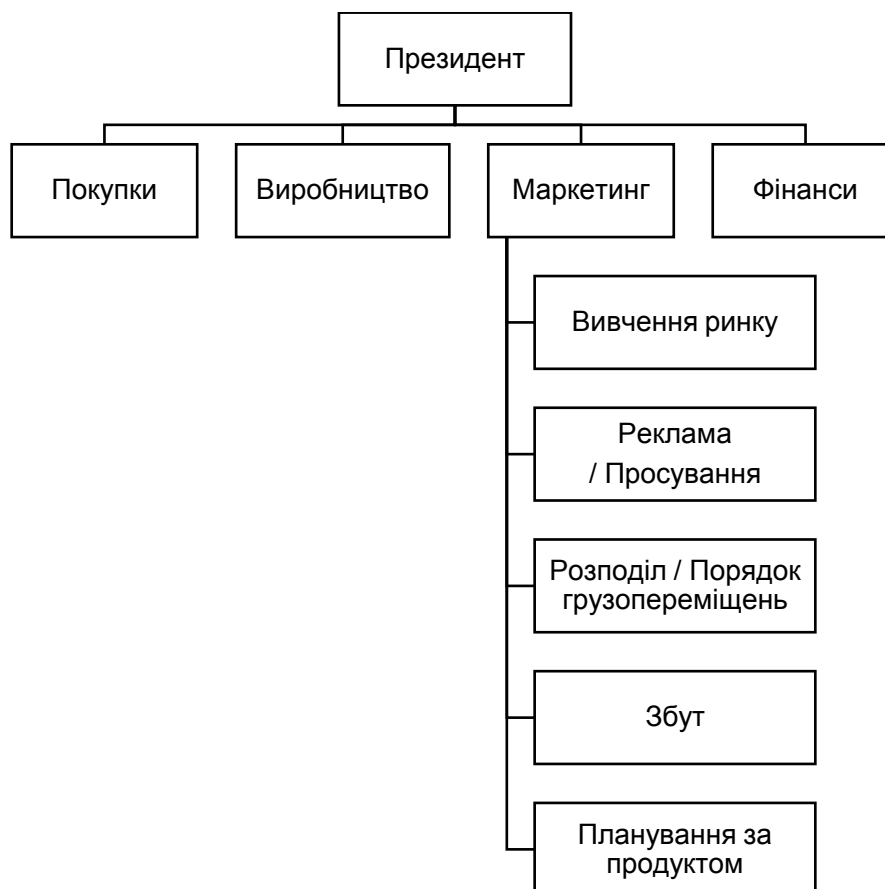 Президент
Покупки
Виробництво
Маркетинг
Фінанси
Вивчення ринку
Реклама
/ Просування
Розподіл / Порядок
грузопереміщень
Збут
Планування за
продуктом